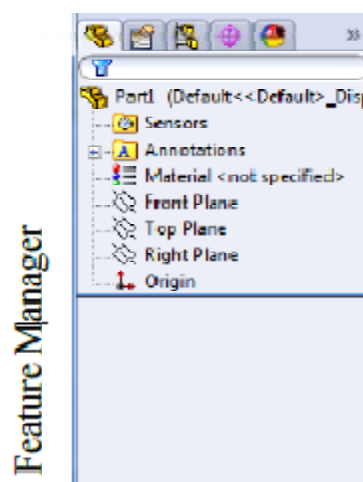 Part1 (Default<<Default>_Disp
Sensors
Annotations
Material <not specified>
Front Plane
Top Plane
Right Plane
Origin
Feature Manager